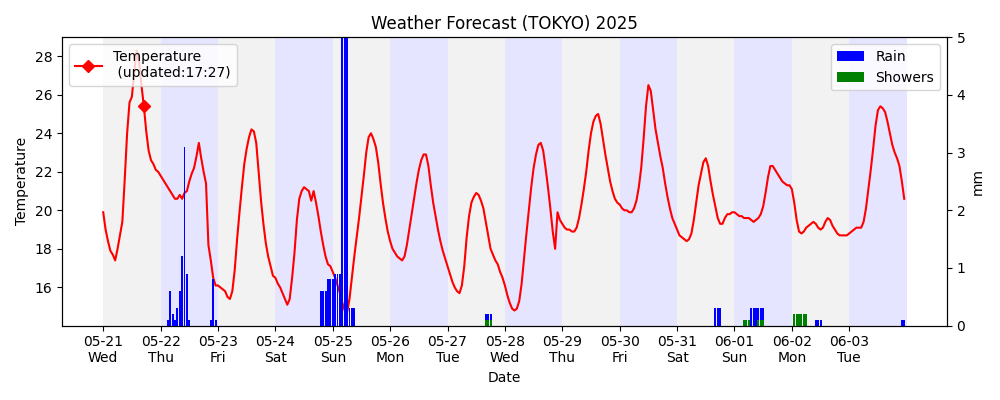 Weather Forecast (TOKYO) 2025
Temperature
(updated:17:27)
Rain
Showers
28
26
24
22
20
18
16
Temperature
5
4
3
2
1
0
mm
05-21 05-22 05-23 05-24 05-25 05-26 05-27 05-28 05-29 05-30 05-31 06-01 06-02 06-03
Wed Thu Fri Sat Sun Mon Tue Wed Thu Fri Sat Sun Mon Tue
Date